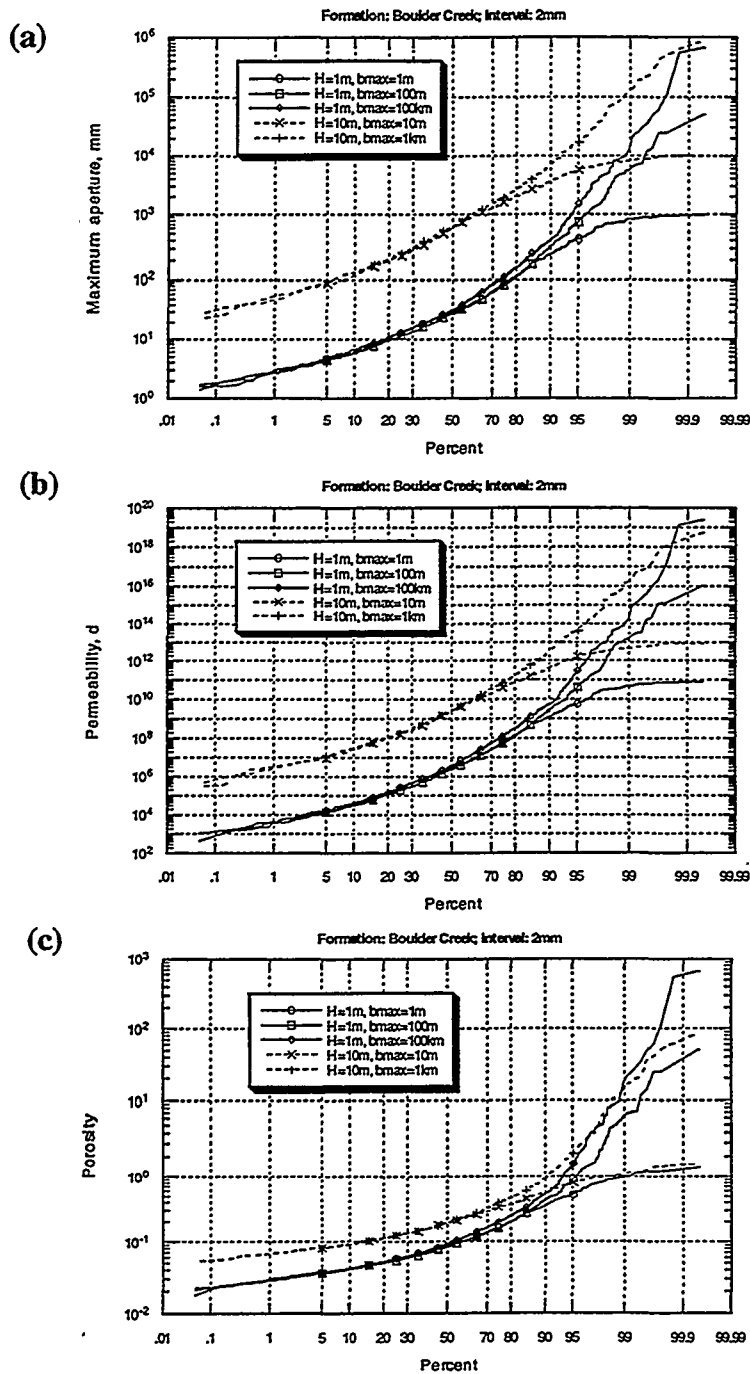 (a)
Formation: Boulder Creek; Interval: 2mm
H=1m, bmax=1m
H=1m, bmax=100m
H=1m, bmax=100km
H=10m, bmax=10m
H=10m, bmax=1km
Maximum aperture, mm
10^6
10^5
10^4
10^3
10^2
10^1
10^0
.01 .1 1 5 10 20 30 50 70 80 90 95 99 99.9 99.99
Percent
(b)
Formation: Boulder Creek; Interval: 2mm
H=1m, bmax=1m
H=1m, bmax=100m
H=1m, bmax=100km
H=10m, bmax=10m
H=10m, bmax=1km
Permeability, d
10^20
10^18
10^16
10^14
10^12
10^10
10^8
10^6
10^4
10^2
.01 .1 1 5 10 20 30 50 70 80 90 95 99 99.9 99.99
Percent
(c)
Formation: Boulder Creek; Interval: 2mm
H=1m, bmax=1m
H=1m, bmax=100m
H=1m, bmax=100km
H=10m, bmax=10m
H=10m, bmax=1km
Porosity
10^3
10^2
10^1
10^0
10^-1
10^-2
.01 .1 1 5 10 20 30 50 70 80 90 95 99 99.9 99.99
Percent